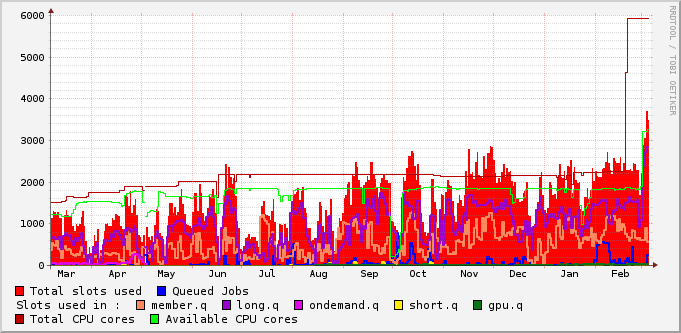 RRDTOOL / TOBI OETIKER
6000
5000
4000
3000
2000
1000
0
Mar Apr May Jun Jul Aug Sep Oct Nov Dec Jan Feb
Total slots used Queued Jobs
Slots used in : member.q long.q ondemand.q short.q gpu.q
Total CPU cores Available CPU cores